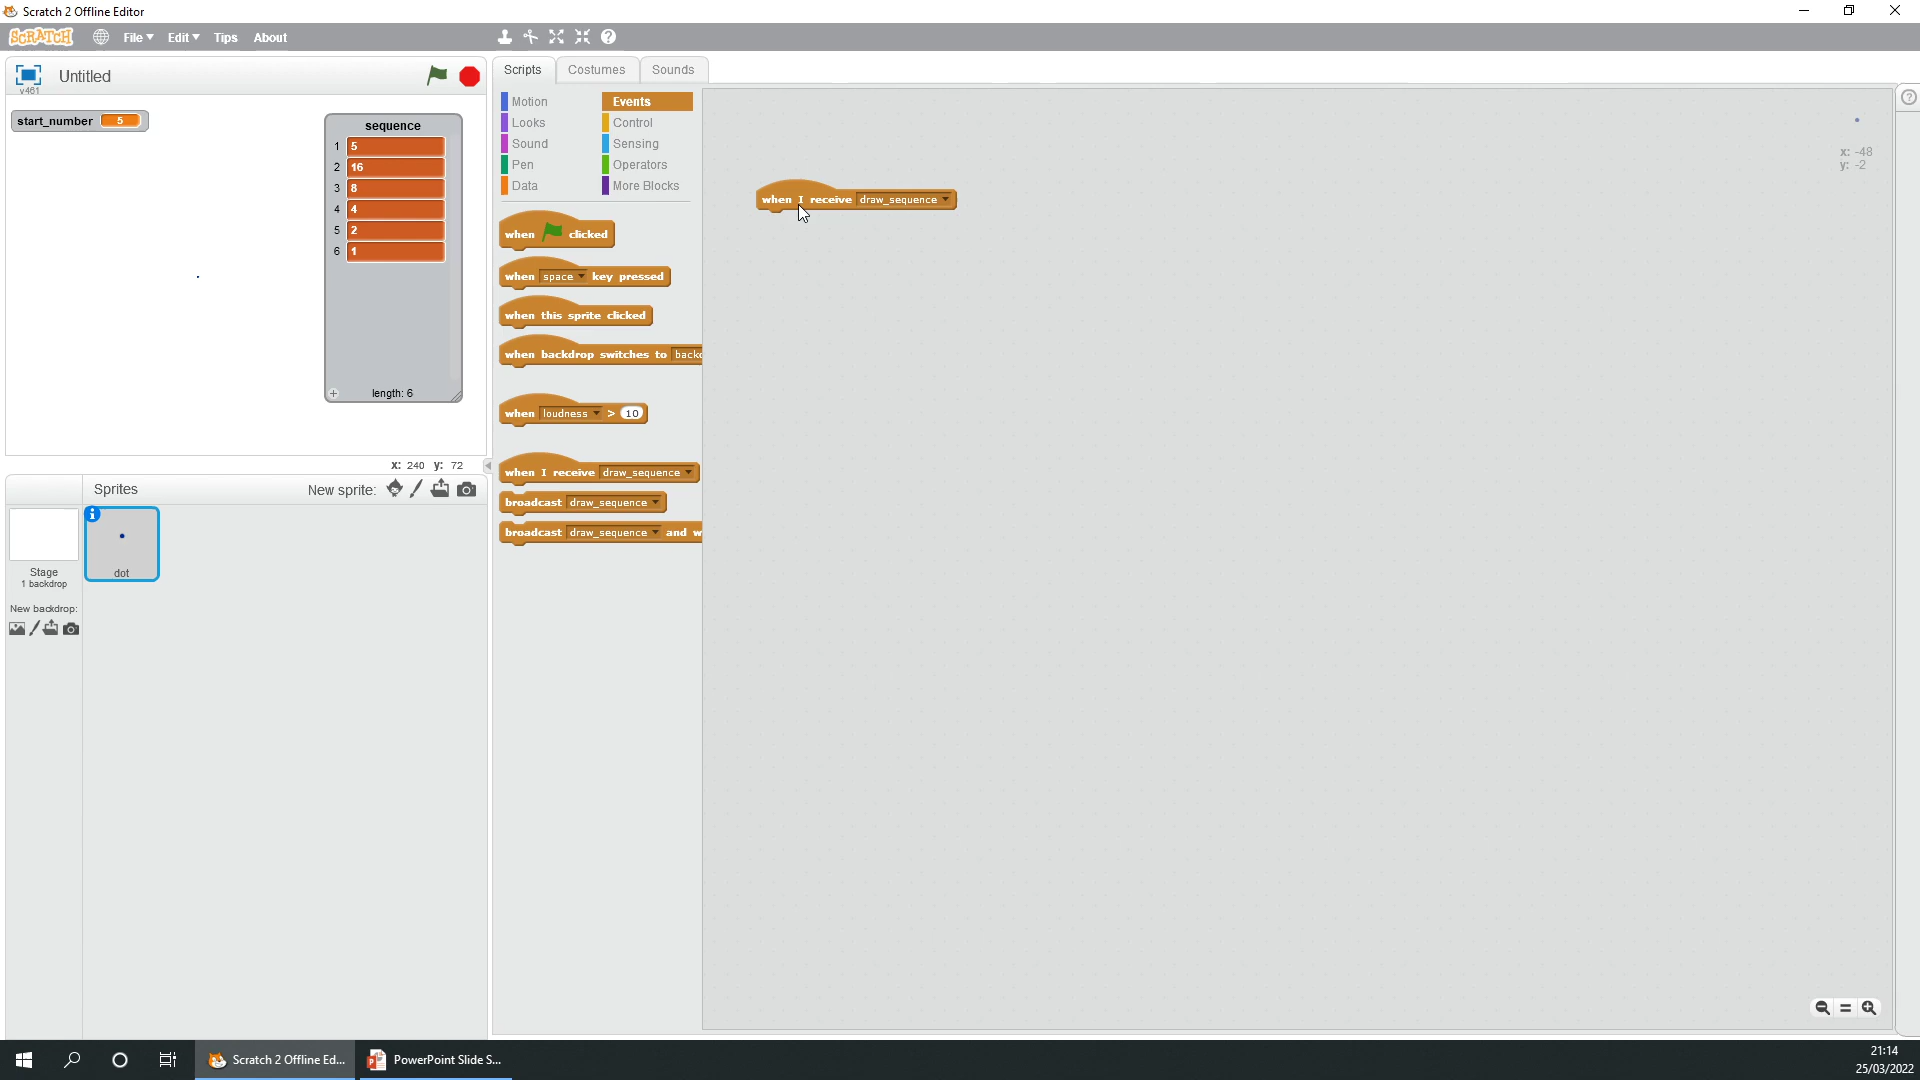 Scratch 2 Offline Editor
SCRATCH File Edit Tips About
Untitled
v461
Scripts Costumes Sounds
start_number 5
sequence
1 5
2 16
3 8
4 4
5 2
6 1
length: 6
x: 240 y: 72
Motion Events
Looks Control
Sound Sensing
Pen Operators
Data More Blocks
when clicked
when space key pressed
when this sprite clicked
when backdrop switches to
when loudness > 10
when I receive draw_sequence
broadcast draw_sequence
broadcast draw_sequence and
when I receive draw_sequence
x: -48
y: -2
Sprites New sprite:
Stage
1 backdrop
New backdrop:
dot
Scratch 2 Offline Ed...
PowerPoint Slide S...
21:14
25/03/2022